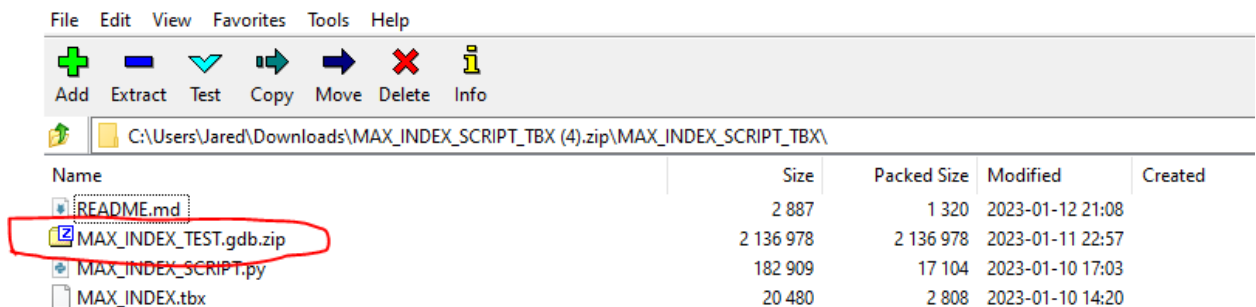 File Edit View Favorites Tools Help
Add Extract Test Copy Move Delete Info
C:\Users\Jared\Downloads\MAX_INDEX_SCRIPT_TBX (4).zip\MAX_INDEX_SCRIPT_TBX\
Name Size Packed Size Modified Created
README.md 2 887 1 320 2023-01-12 21:08
MAX_INDEX_TEST.gdb.zip 2 136 978 2 136 978 2023-01-11 22:57
MAX_INDEX_SCRIPT.py 182 909 17 104 2023-01-10 17:03
MAX_INDEX.tbx 20 480 2 808 2023-01-10 14:20